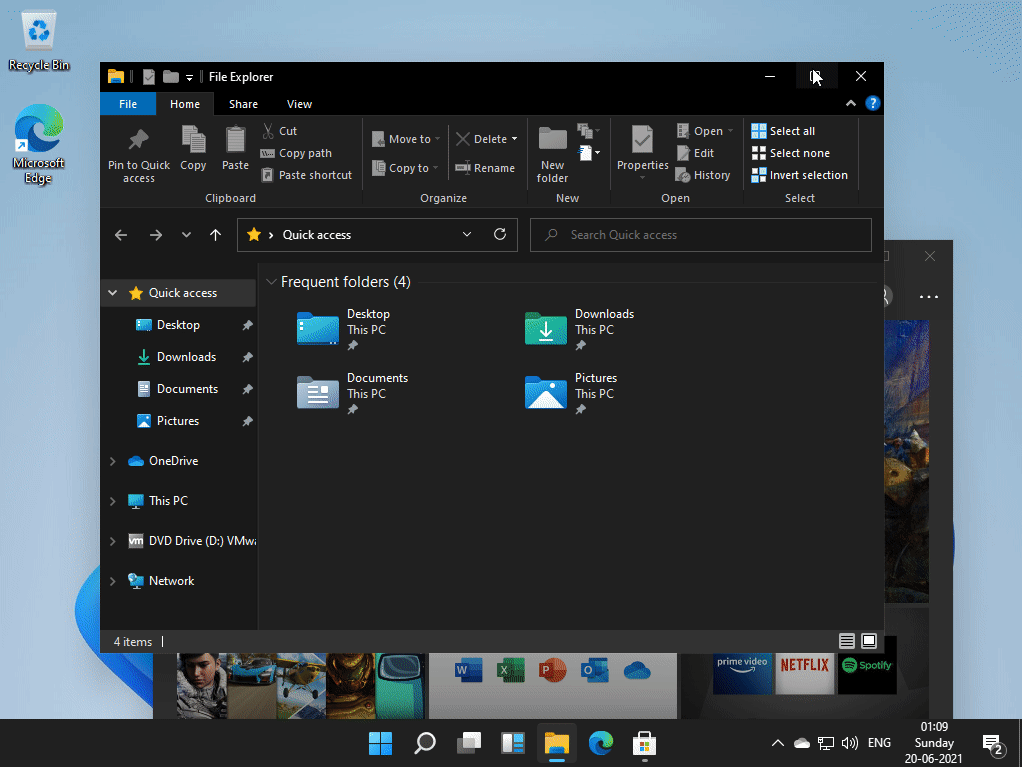 Recycle Bin
Microsoft
Edge
File Explorer
File
Home
Share
View
?
Pin to Quick
access
Copy
Paste
Cut
Copy path
Paste shortcut
Clipboard
Move to
Copy to
Delete
Rename
Organize
New
folder
New
Properties
Open
Edit
History
Open
Select all
Select none
Invert selection
Select
Quick access
Search Quick access
Quick access
Desktop
Downloads
Documents
Pictures
OneDrive
This PC
vm DVD Drive (D:) VMwa
Network
Frequent folders (4)
Desktop
This PC
Downloads
This PC
Documents
This PC
Pictures
This PC
4 items
W
X
P
O
prime video
NETFLIX
Spotify
ENG
01:09
Sunday
20-06-2021
2